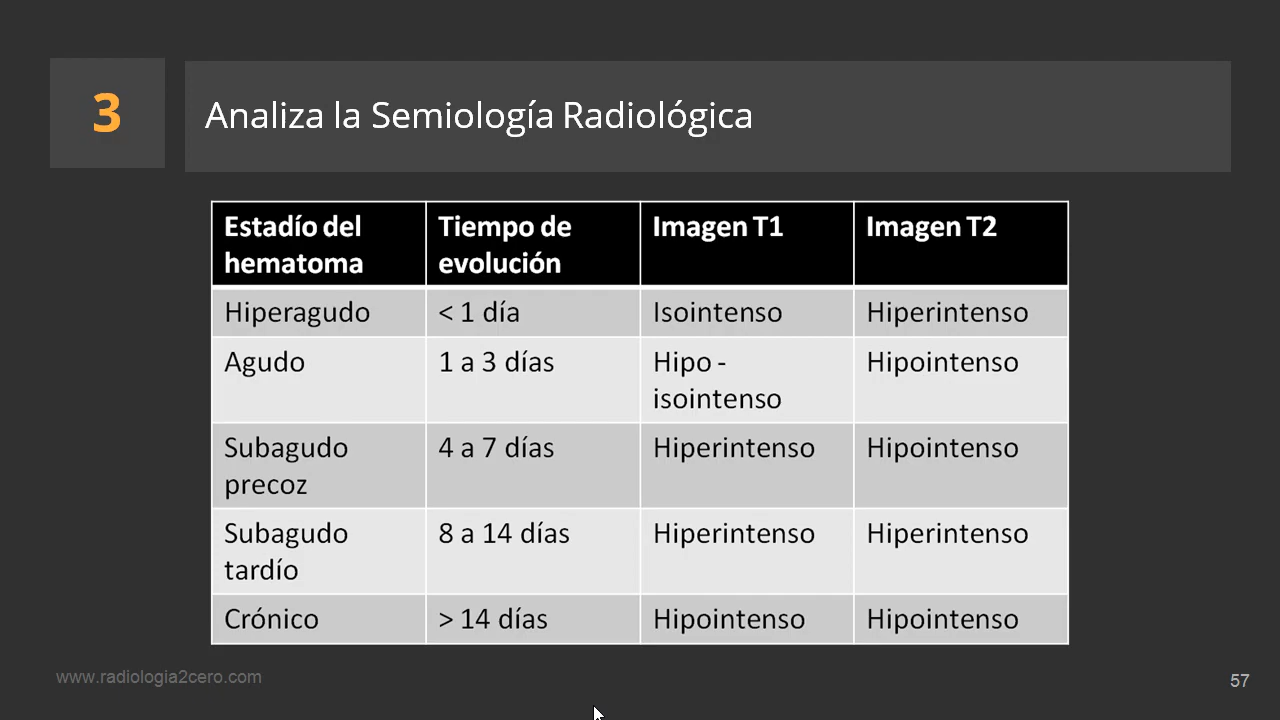 3
Analiza la Semiología Radiológica
Estadío del hematoma | Tiempo de evolución | Imagen T1 | Imagen T2
Hiperagudo | < 1 día | Isointenso | Hiperintenso
Agudo | 1 a 3 días | Hipo - isointenso | Hipointenso
Subagudo precoz | 4 a 7 días | Hiperintenso | Hipointenso
Subagudo tardío | 8 a 14 días | Hiperintenso | Hiperintenso
Crónico | > 14 días | Hipointenso | Hipointenso
www.radiologia2cero.com
57